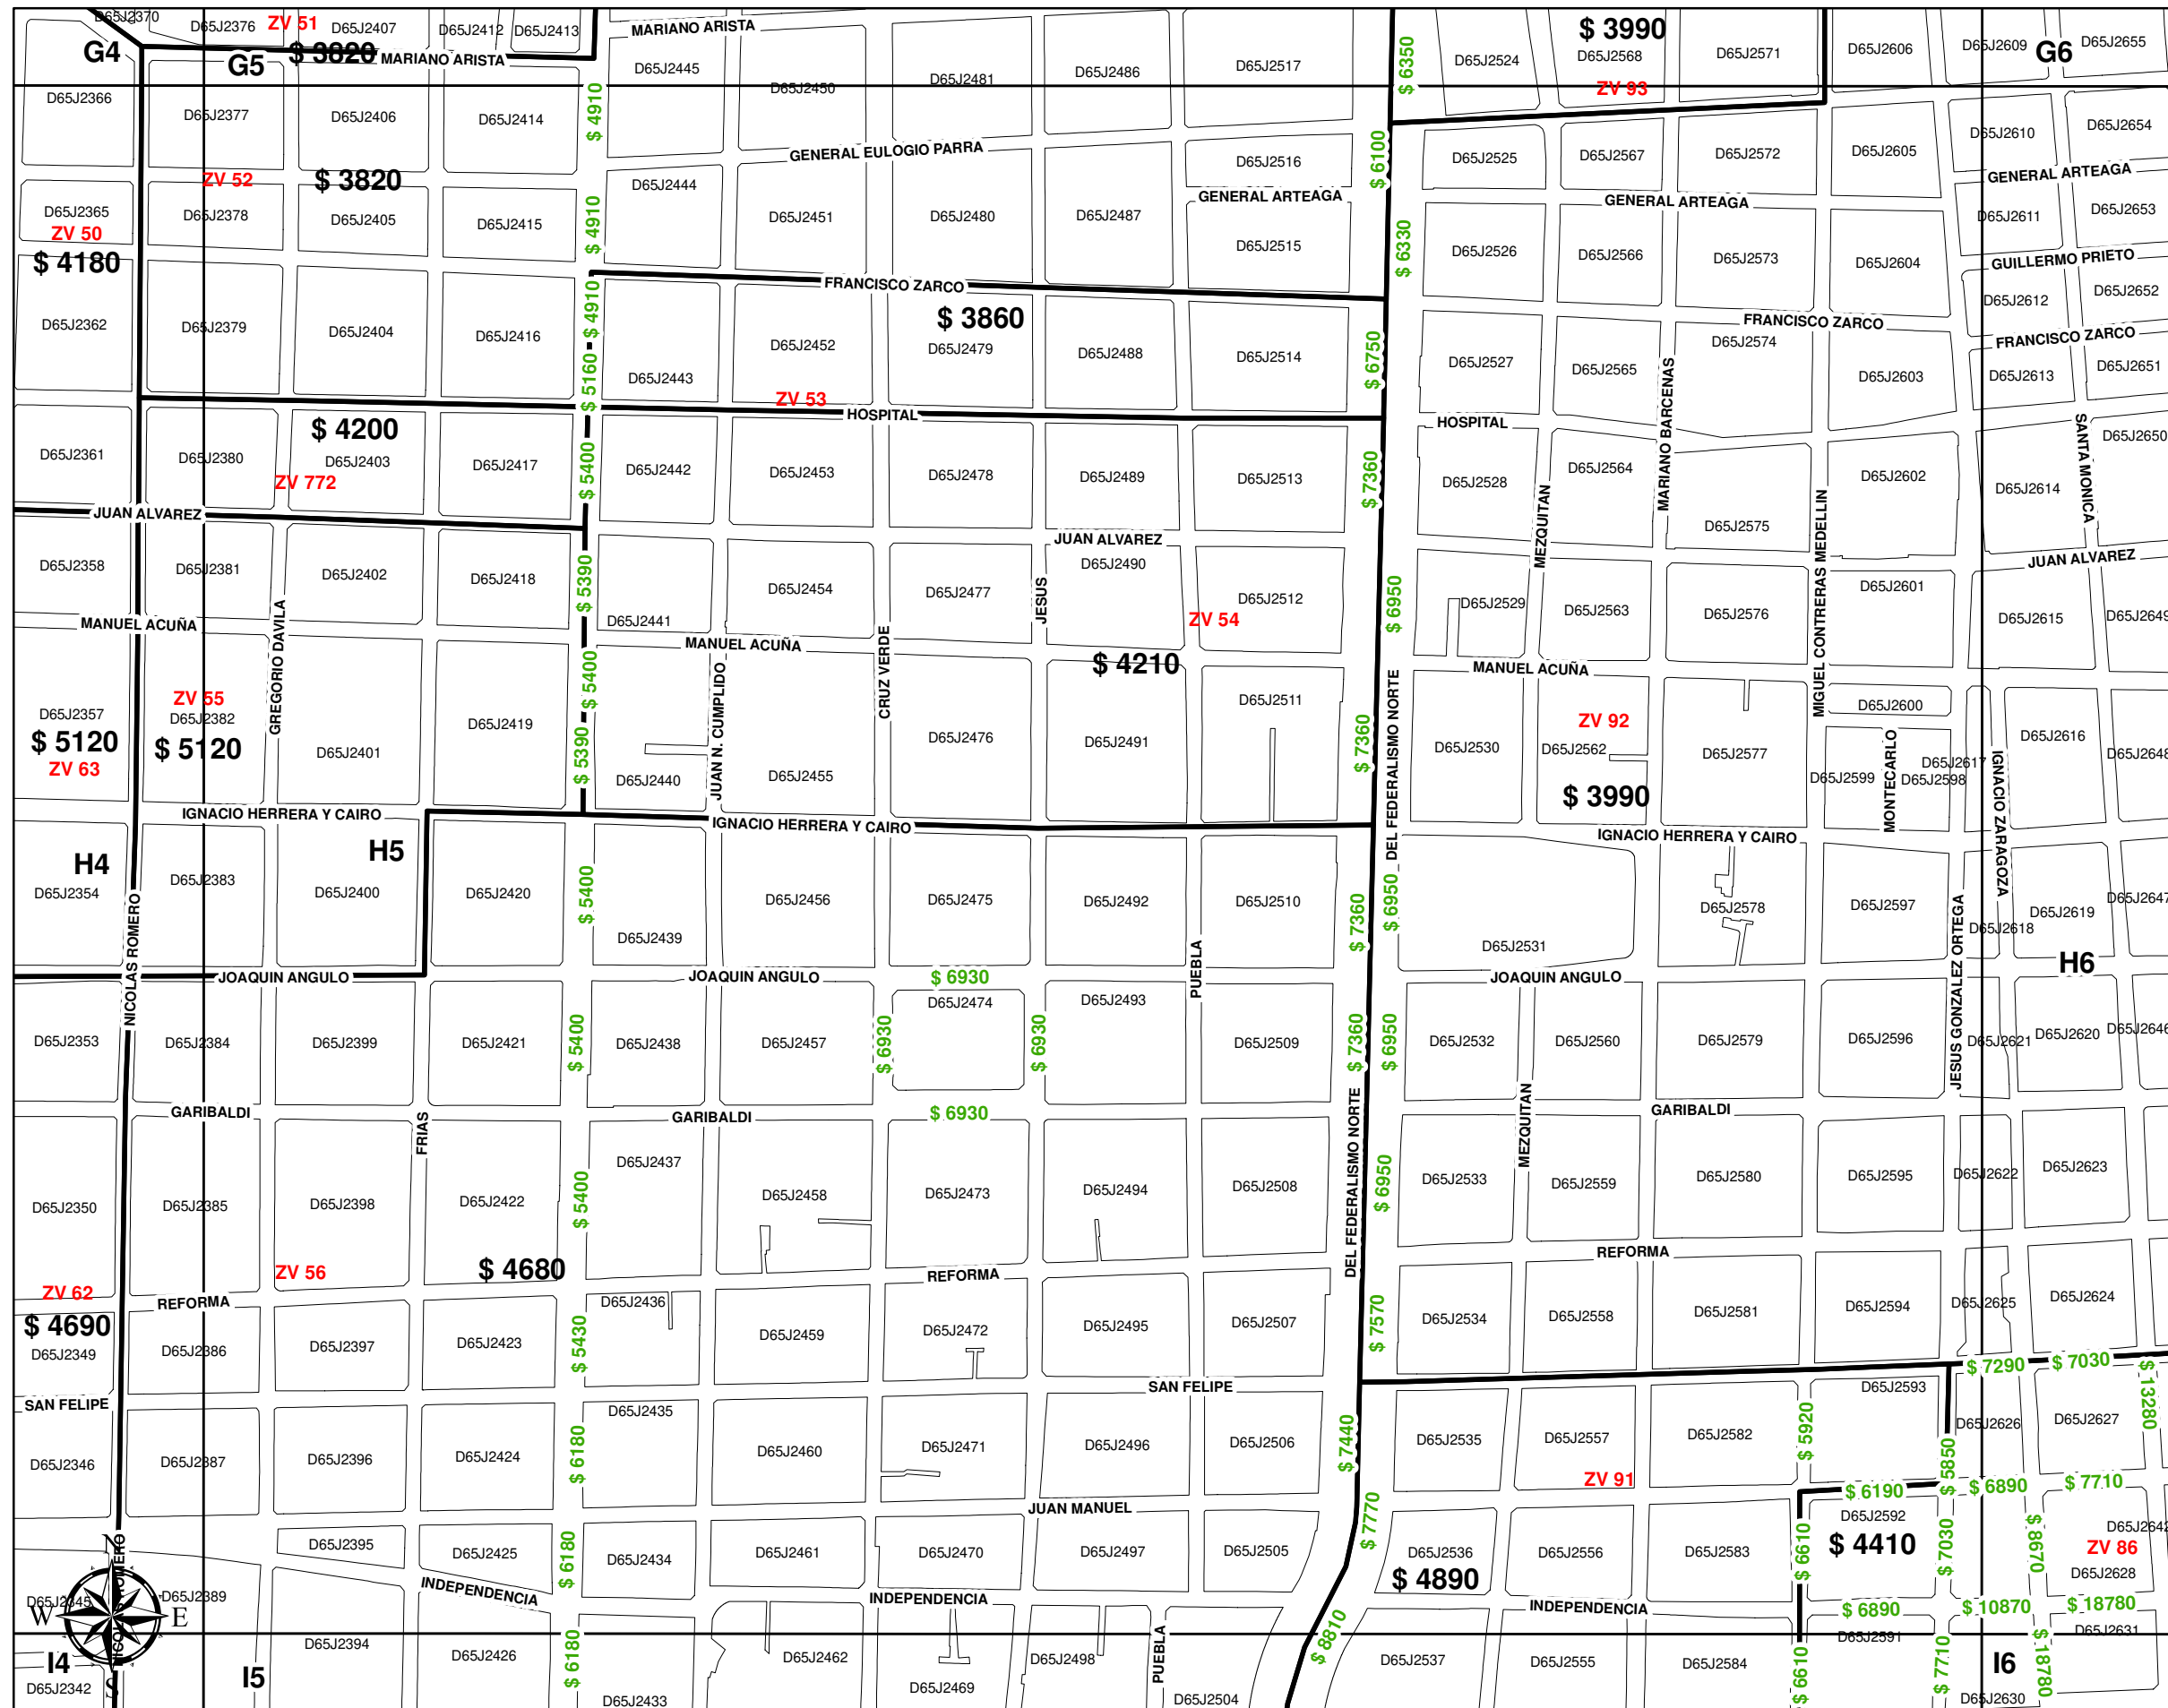 D65J2370
D65J2376
ZV 51
D65J2407
D65J2412
D65J2413
MARIANO ARISTA
$ 3990
G4
G5
$ 3820
MARIANO ARISTA
D65J2445
D65J2450
D65J2481
D65J2486
D65J2517
$ 6350
D65J2524
D65J2568
D65J2571
D65J2606
D65J2609
G6
D65J2655
ZV 93
D65J2366
D65J2377
D65J2406
D65J2414
$ 4910
GENERAL EULOGIO PARRA
D65J2516
$ 6100
D65J2525
D65J2567
D65J2572
D65J2605
D65J2610
D65J2654
ZV 52
$ 3820
D65J2444
GENERAL ARTEAGA
GENERAL ARTEAGA
GENERAL ARTEAGA
D65J2365
D65J2378
D65J2405
D65J2415
$ 4910
D65J2451
D65J2480
D65J2487
D65J2515
$ 6330
D65J2526
D65J2566
D65J2573
D65J2604
D65J2611
D65J2653
ZV 50
$ 4180
GUILLERMO PRIETO
FRANCISCO ZARCO
D65J2612
D65J2652
D65J2362
D65J2379
D65J2404
D65J2416
$ 4910
$ 3860
FRANCISCO ZARCO
FRANCISCO ZARCO
D65J2443
$ 5160
D65J2452
D65J2479
D65J2488
D65J2514
$ 6750
D65J2527
D65J2565
D65J2574
D65J2603
D65J2613
D65J2651
ZV 53
HOSPITAL
HOSPITAL
MARIANO BARCENAS
SANTA MONICA
D65J2650
D65J2361
D65J2380
$ 4200
D65J2403
ZV 772
D65J2417
$ 5400
D65J2442
D65J2453
D65J2478
D65J2489
D65J2513
$ 7360
D65J2528
D65J2564
D65J2602
D65J2614
JUAN ALVAREZ
JUAN ALVAREZ
JUAN ALVAREZ
MEZQUITAN
D65J2575
MIGUEL CONTRERAS MEDELLIN
D65J2358
D65J2381
D65J2402
D65J2418
$ 5390
D65J2441
D65J2454
D65J2477
JESUS
D65J2490
D65J2512
ZV 54
$ 6950
D65J2529
D65J2563
D65J2576
D65J2601
D65J2615
D65J2649
MANUEL ACUÑA
MANUEL ACUÑA
MANUEL ACUÑA
GREGORIO DAVILA
$ 5400
CRUZ VERDE
$ 4210
JUAN N. CUMPLIDO
ZV 55
D65J2357
D65J2382
$ 5120
$ 5120
ZV 63
D65J2401
D65J2419
$ 5390
D65J2440
D65J2455
D65J2476
D65J2491
D65J2511
$ 7360
DEL FEDERALISMO NORTE
D65J2530
ZV 92
D65J2562
$ 3990
D65J2577
D65J2600
D65J2599
MONTECARLO
D65J2598
D65J2617
IGNACIO ZARAGOZA
D65J2616
D65J2648
IGNACIO HERRERA Y CAIRO
IGNACIO HERRERA Y CAIRO
IGNACIO HERRERA Y CAIRO
H4
H5
D65J2354
D65J2383
D65J2400
D65J2420
$ 5400
D65J2439
D65J2456
D65J2475
D65J2492
D65J2510
$ 7360
$ 6950
D65J2531
D65J2578
D65J2597
D65J2618
D65J2619
D65J2647
NICOLAS ROMERO
PUEBLA
JESUS GONZALEZ ORTEGA
H6
JOAQUIN ANGULO
JOAQUIN ANGULO
$ 6930
JOAQUIN ANGULO
D65J2353
D65J2384
D65J2399
D65J2421
$ 5400
D65J2438
D65J2457
$ 6930
D65J2474
$ 6930
D65J2493
D65J2509
$ 7360
$ 6950
D65J2532
D65J2560
D65J2579
D65J2596
D65J2621
D65J2620
D65J2646
GARIBALDI
FRIAS
GARIBALDI
$ 6930
GARIBALDI
MEZQUITAN
DEL FEDERALISMO NORTE
D65J2350
D65J2385
D65J2398
D65J2422
$ 5400
D65J2437
D65J2458
D65J2473
D65J2494
D65J2508
$ 6950
D65J2533
D65J2559
D65J2580
D65J2595
D65J2622
D65J2623
ZV 56
$ 4680
REFORMA
REFORMA
REFORMA
ZV 62
$ 4690
D65J2349
D65J2386
D65J2397
D65J2423
$ 5430
D65J2436
D65J2459
D65J2472
D65J2495
D65J2507
$ 7570
D65J2534
D65J2558
D65J2581
D65J2594
D65J2625
D65J2624
$ 7290
$ 7030
$ 13280
SAN FELIPE
SAN FELIPE
D65J2346
D65J2387
D65J2396
D65J2424
$ 6180
D65J2435
D65J2460
D65J2471
D65J2496
D65J2506
$ 7440
D65J2535
D65J2557
ZV 91
D65J2582
$ 5920
D65J2593
$ 5850
D65J2626
D65J2627
$ 6190
$ 6890
$ 7710
JUAN MANUEL
D65J2395
D65J2425
$ 6180
D65J2434
D65J2461
D65J2470
D65J2497
D65J2505
$ 7770
D65J2536
$ 4890
D65J2556
D65J2583
$ 6610
D65J2592
$ 4410
$ 7030
$ 8670
D65J2642
ZV 86
D65J2628
N
NICOLAS ROMERO
D65J2345
D65J2389
W
E
S
INDEPENDENCIA
INDEPENDENCIA
INDEPENDENCIA
$ 6890
$ 10870
$ 18780
I4
D65J2342
I5
D65J2394
D65J2426
$ 6180
D65J2433
D65J2462
D65J2469
D65J2498
PUEBLA
D65J2504
$ 8810
D65J2537
D65J2555
D65J2584
$ 6610
D65J2591
$ 7710
I6
D65J2630
$ 18780
D65J2631